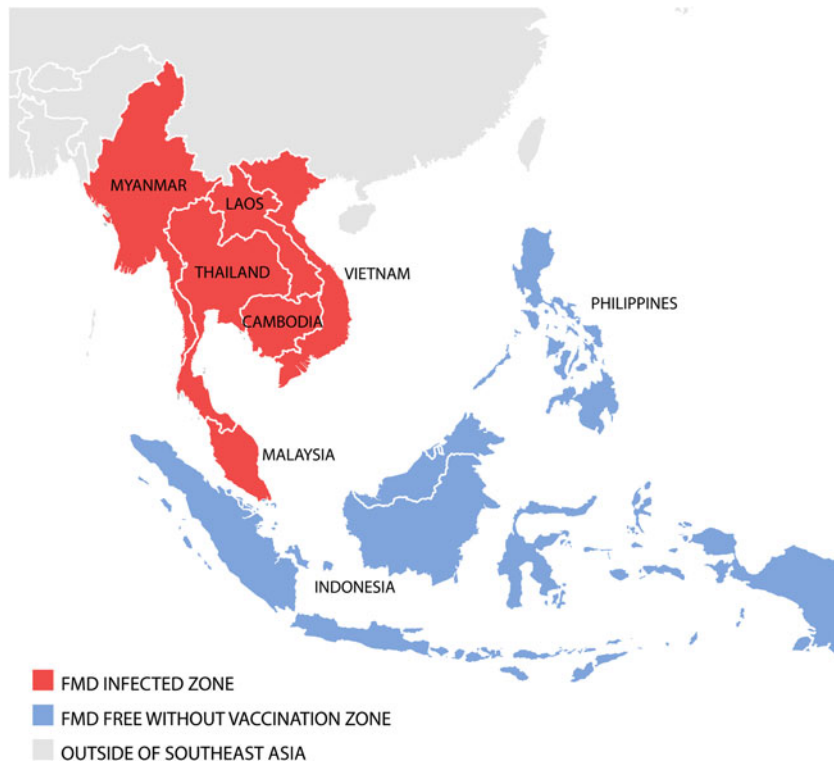 MYANMAR
LAOS
THAILAND
VIETNAM
CAMBODIA
PHILIPPINES
MALAYSIA
INDONESIA
FMD INFECTED ZONE
FMD FREE WITHOUT VACCINATION ZONE
OUTSIDE OF SOUTHEAST ASIA